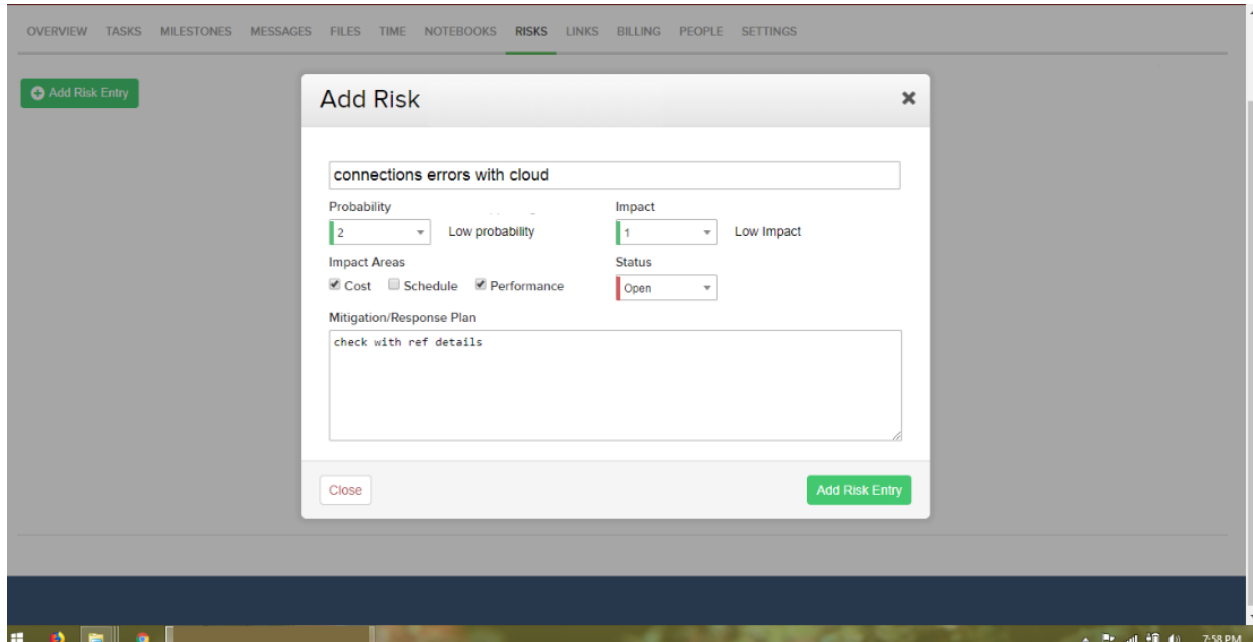 OVERVIEW TASKS MILESTONES MESSAGES FILES TIME NOTEBOOKS RISKS LINKS BILLING PEOPLE SETTINGS
Add Risk Entry
Add Risk
connections errors with cloud
Probability Impact
2 Low probability 1 Low Impact
Impact Areas Status
Cost Schedule Performance Open
Mitigation/Response Plan
check with ref details
Close Add Risk Entry
7:58 PM